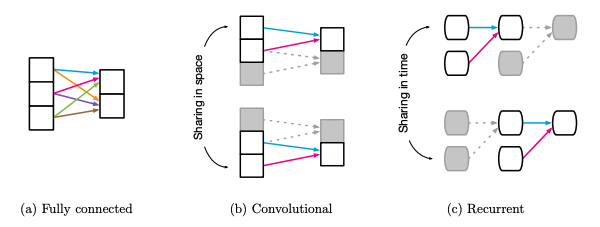 Sharing in space
Sharing in time
(a) Fully connected
(b) Convolutional
(c) Recurrent